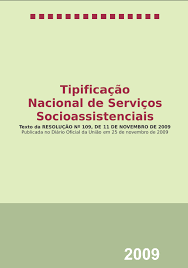 Tipificação
Nacional de Serviços
Socioassistenciais
Texto da RESOLUÇÃO Nº 109, DE 11 DE NOVEMBRO DE 2009
Publicada no Diário Oficial da União em 25 de novembro de 2009
2009